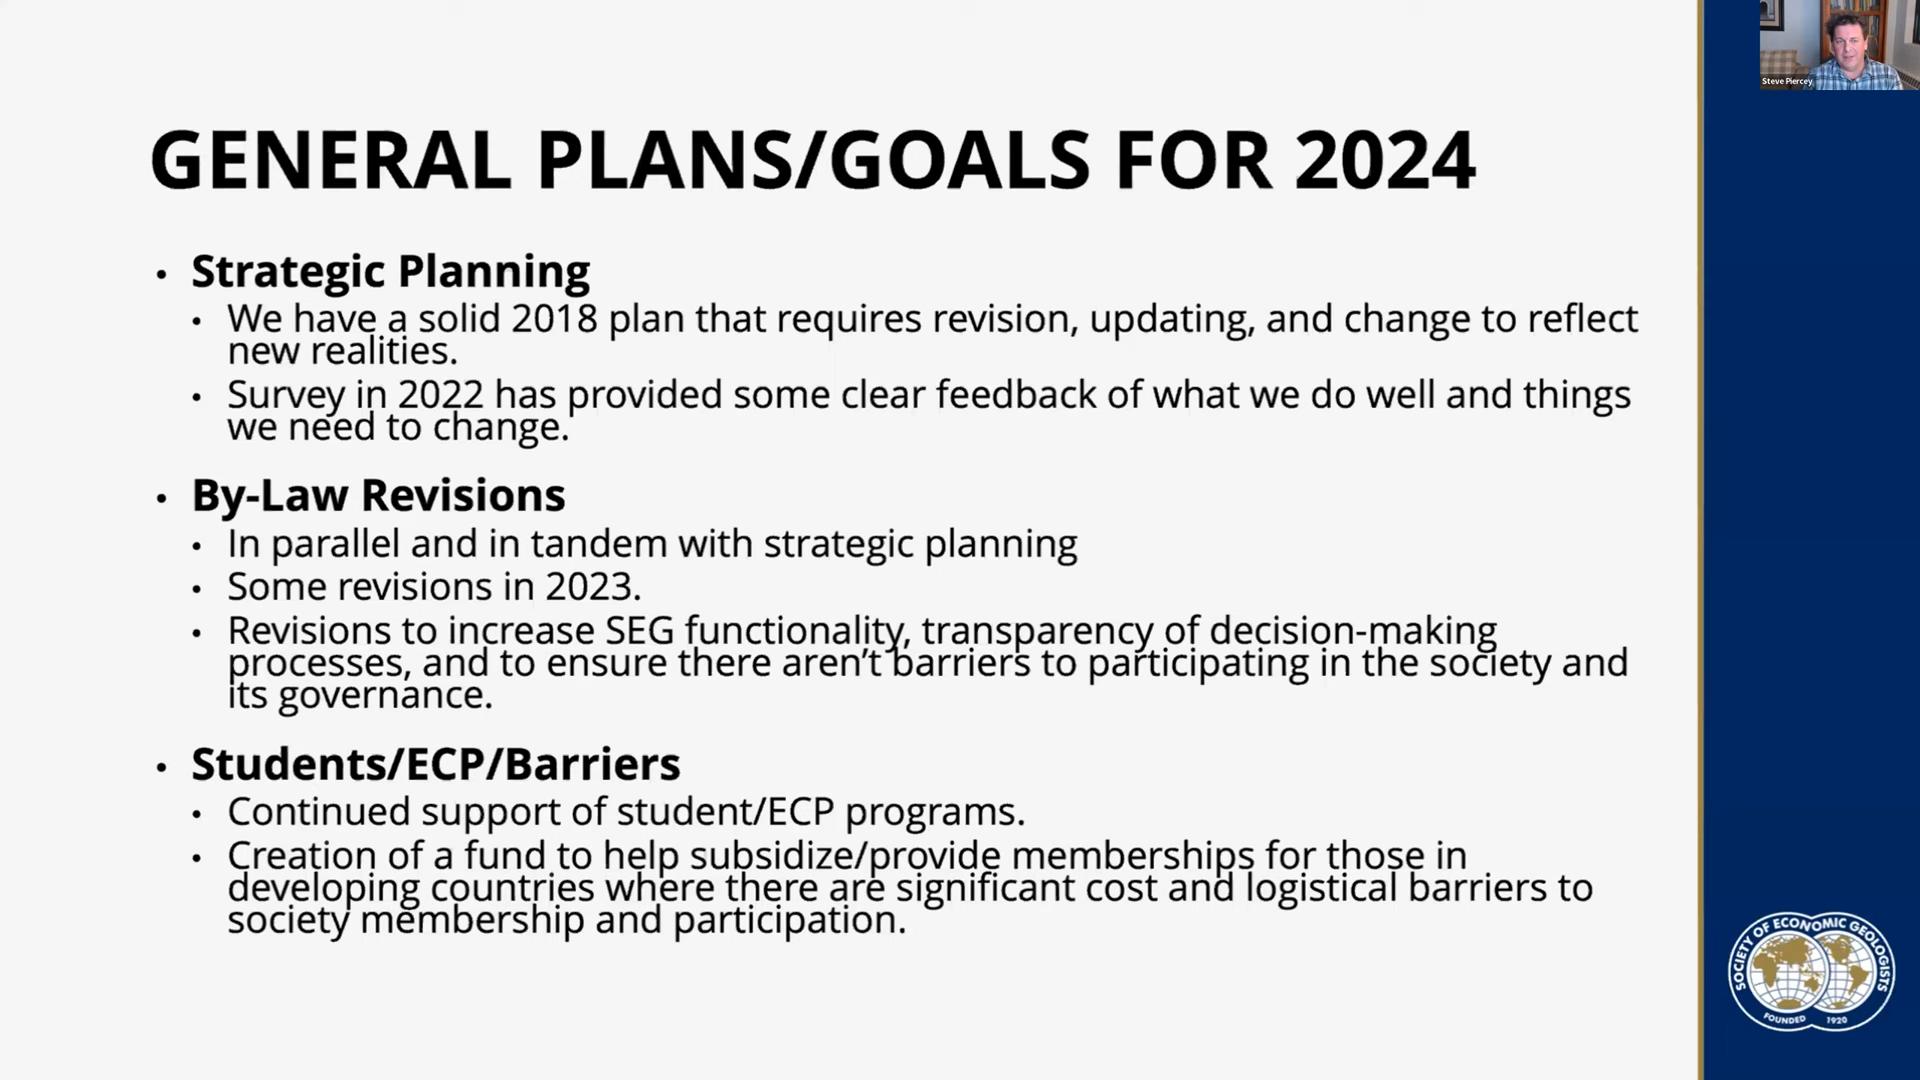 Steve Piercey
GENERAL PLANS/GOALS FOR 2024
• Strategic Planning
• We have a solid 2018 plan that requires revision, updating, and change to reflect
new realities.
• Survey in 2022 has provided some clear feedback of what we do well and things
we need to change.
• By-Law Revisions
• In parallel and in tandem with strategic planning
• Some revisions in 2023.
• Revisions to increase SEG functionality, transparency of decision-making
processes, and to ensure there aren’t barriers to participating in the society and
its governance.
• Students/ECP/Barriers
• Continued support of student/ECP programs.
• Creation of a fund to help subsidize/provide memberships for those in
developing countries where there are significant cost and logistical barriers to
society membership and participation.
SOCIETY OF ECONOMIC GEOLOGISTS
FOUNDED 1920